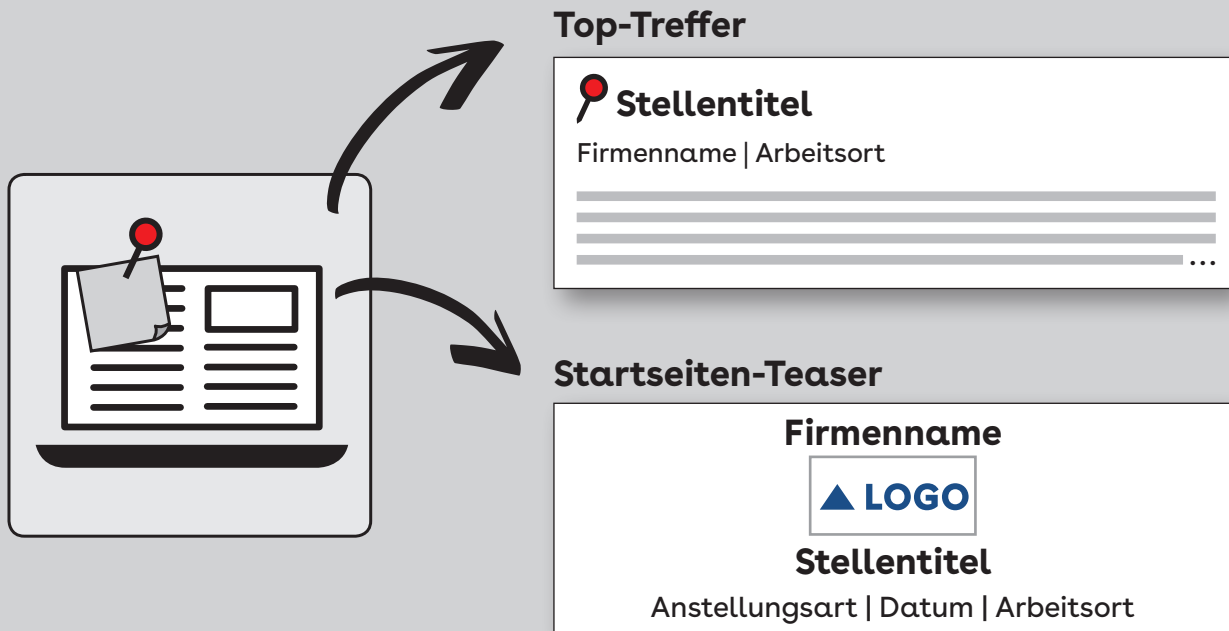 Top-Treffer
Stellentitel
Firmenname | Arbeitsort
...
Startseiten-Teaser
Firmenname
LOGO
Stellentitel
Anstellungsart | Datum | Arbeitsort